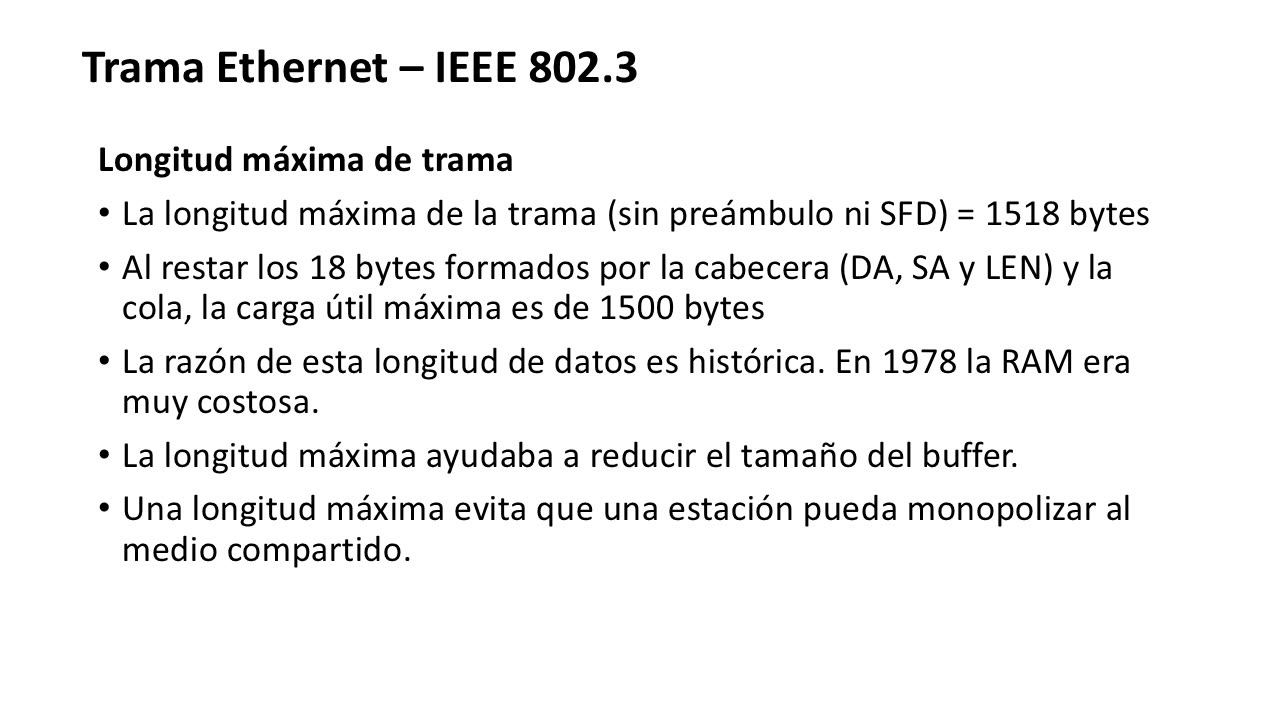 Trama Ethernet – IEEE 802.3
Longitud máxima de trama
• La longitud máxima de la trama (sin preámbulo ni SFD) = 1518 bytes
• Al restar los 18 bytes formados por la cabecera (DA, SA y LEN) y la
cola, la carga útil máxima es de 1500 bytes
• La razón de esta longitud de datos es histórica. En 1978 la RAM era
muy costosa.
• La longitud máxima ayudaba a reducir el tamaño del buffer.
• Una longitud máxima evita que una estación pueda monopolizar al
medio compartido.